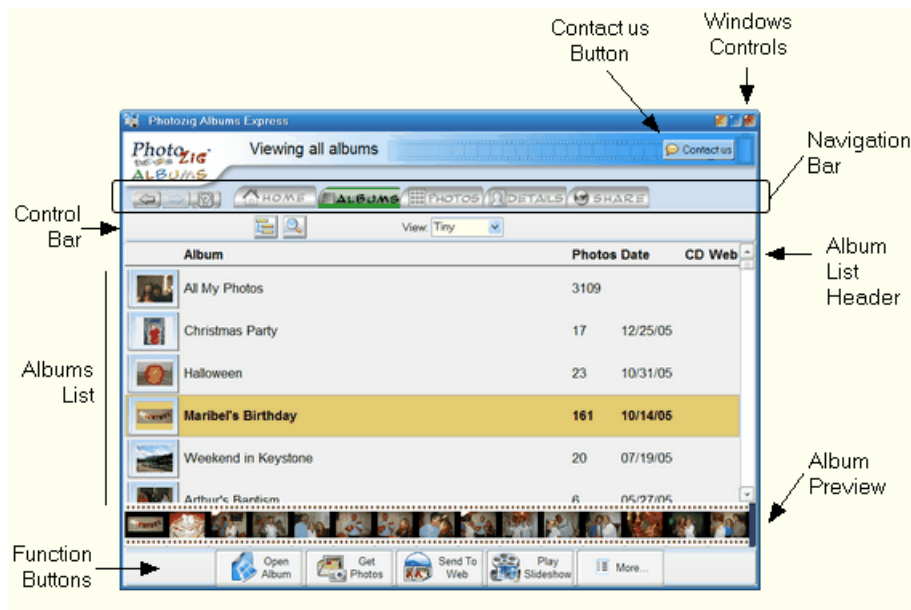 Contact us
Button
Windows
Controls
Photozig Albums Express
Photo
ZIG
ALBUMS
Viewing all albums
Contact us
Navigation
Bar
HOME ALBUMS PHOTOS DETAILS SHARE
Control
Bar
View: Tiny
Album Photos Date CD Web
Album
List
Header
All My Photos 3109
Christmas Party 17 12/25/05
Albums
List
Halloween 23 10/31/05
Maribel's Birthday 161 10/14/05
Weekend in Keystone 20 07/19/05
Arthur's Baptism 6 05/27/05
Album
Preview
Function
Buttons
Open
Album
Get
Photos
Send To
Web
Play
Slideshow
More...